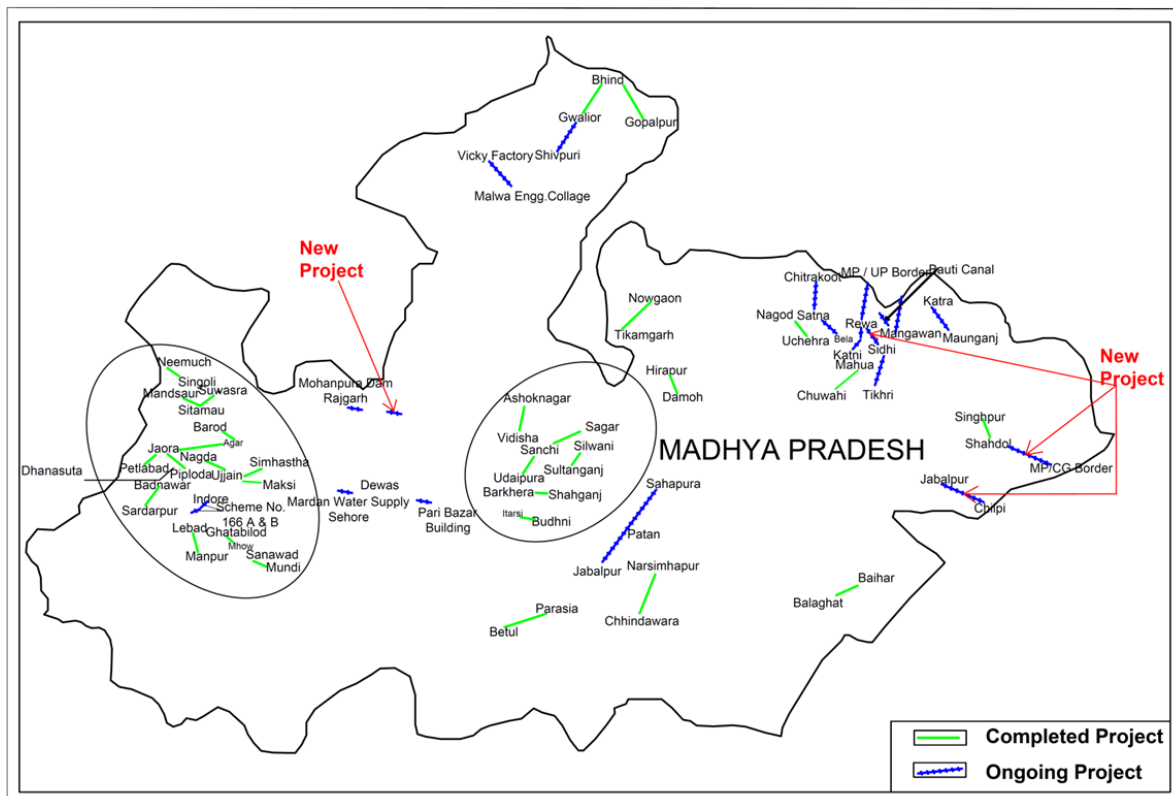 Bhind
Gwalior
Gopalpur
Vicky Factory
Shivpuri
Malwa Engg.Collage
New
Project
Chitrakoot
MP / UP Border
Pauti Canal
Nowgaon
Katra
Nagod
Satna
Rewa
Tikamgarh
Mangawan
Maunganj
Uchehra
Bela
Sidhi
Katni
Mahua
New
Project
Neemuch
Hirapur
Singoli
Mohanpura Dam
Rajgarh
Mandsaur
Suwasra
Damoh
Chuwahi
Tikhri
Sitamau
Ashoknagar
Singhpur
Barod
Sagar
Agar
Vidisha
Sanchi
Silwani
MADHYA PRADESH
Shahdol
Jaora
Nagda
Simhastha
Dhanasuta
Petlabad
Piploda
Ujjain
Udaipura
Sultanganj
MP/CG Border
Maksi
Badnawar
Dewas
Barkhera
Shahganj
Sahapura
Jabalpur
Indore
Mardan Water Supply
Sehore
Sardarpur
Scheme No.
166 A & B
Pari Bazar
Building
Itarsi
Budhni
Chilpi
Lebad
Ghatabilod
Mhow
Patan
Manpur
Sanawad
Mundi
Jabalpur
Narsimhapur
Baihar
Balaghat
Parasia
Betul
Chhindawara
Completed Project
Ongoing Project